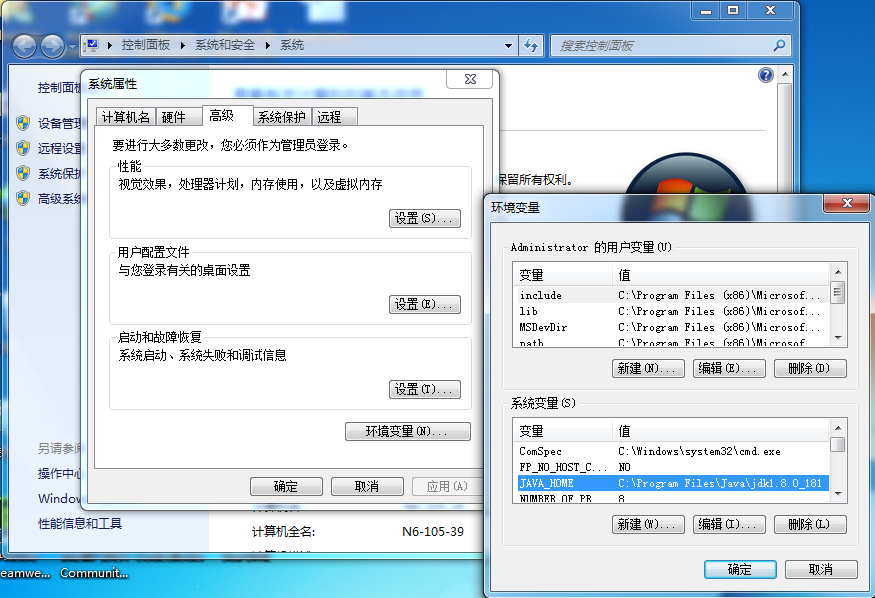 控制面板 ▸ 系统和安全 ▸ 系统
搜索控制面板
控制面板
设备管理
远程设置
系统保护
高级系统
另请参阅
操作中心
Window
性能信息和工具
保留所有权利。
计算机全名:
N6-105-39
系统属性
计算机名 硬件 高级 系统保护 远程
要进行大多数更改，您必须作为管理员登录。
性能
视觉效果，处理器计划，内存使用，以及虚拟内存
设置(S)...
用户配置文件
与您登录有关的桌面设置
设置(E)...
启动和故障恢复
系统启动、系统失败和调试信息
设置(T)...
环境变量(N)...
确定 取消 应用(A)
环境变量
Administrator 的用户变量(U)
变量 值
include C:\Program Files (x86)\Microsof...
lib C:\Program Files (x86)\Microsof...
MSDevDir C:\Program Files (x86)\Microsof...
path C:\Program Files (x86)\Microsof...
新建(N)... 编辑(E)... 删除(D)
系统变量(S)
变量 值
ComSpec C:\Windows\system32\cmd.exe
FP_NO_HOST_C... NO
JAVA_HOME C:\Program Files\Java\jdk1.8.0_181
NUMBER_OF_PR... 8
新建(W)... 编辑(I)... 删除(L)
确定 取消
eamwe... Communit...